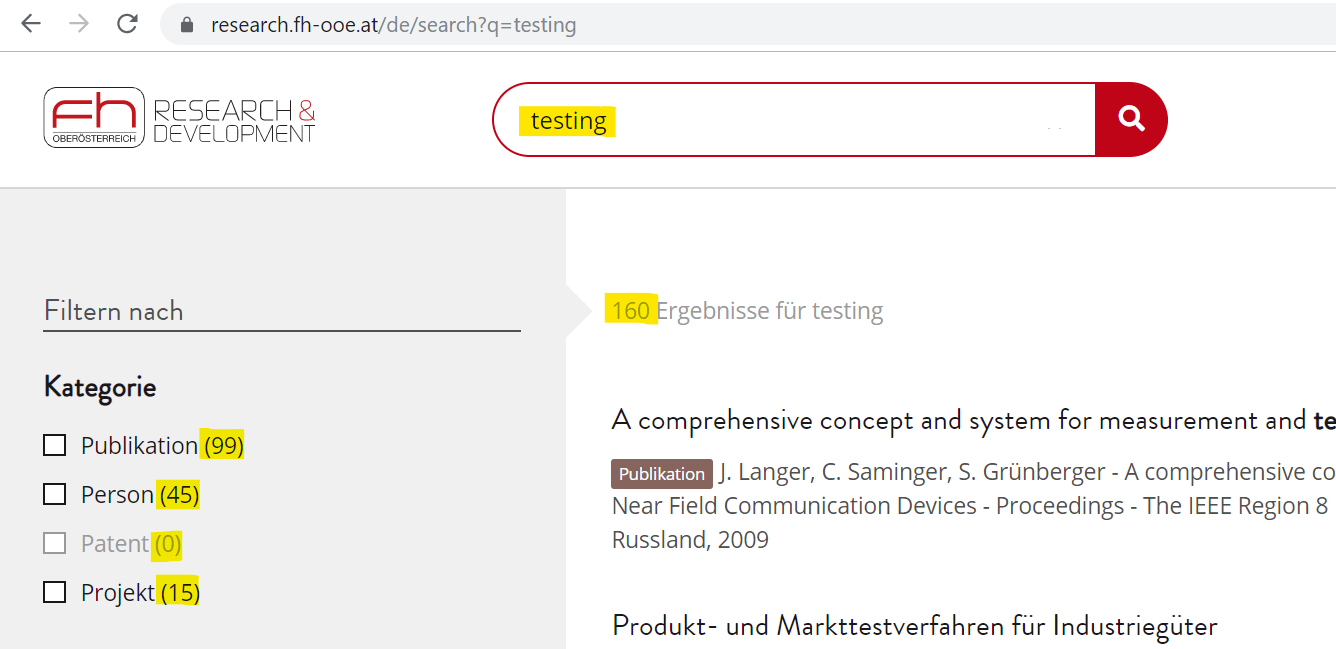 research.fh-ooe.at/de/search?q=testing
fh
OBERÖSTERREICH
RESEARCH &
DEVELOPMENT
testing
Filtern nach
160 Ergebnisse für testing
Kategorie
Publikation (99)
Person (45)
Patent (0)
Projekt (15)
A comprehensive concept and system for measurement and te
Publikation J. Langer, C. Saminger, S. Grünberger - A comprehensive co
Near Field Communication Devices - Proceedings - The IEEE Region 8
Russland, 2009
Produkt- und Markttestverfahren für Industriegüter